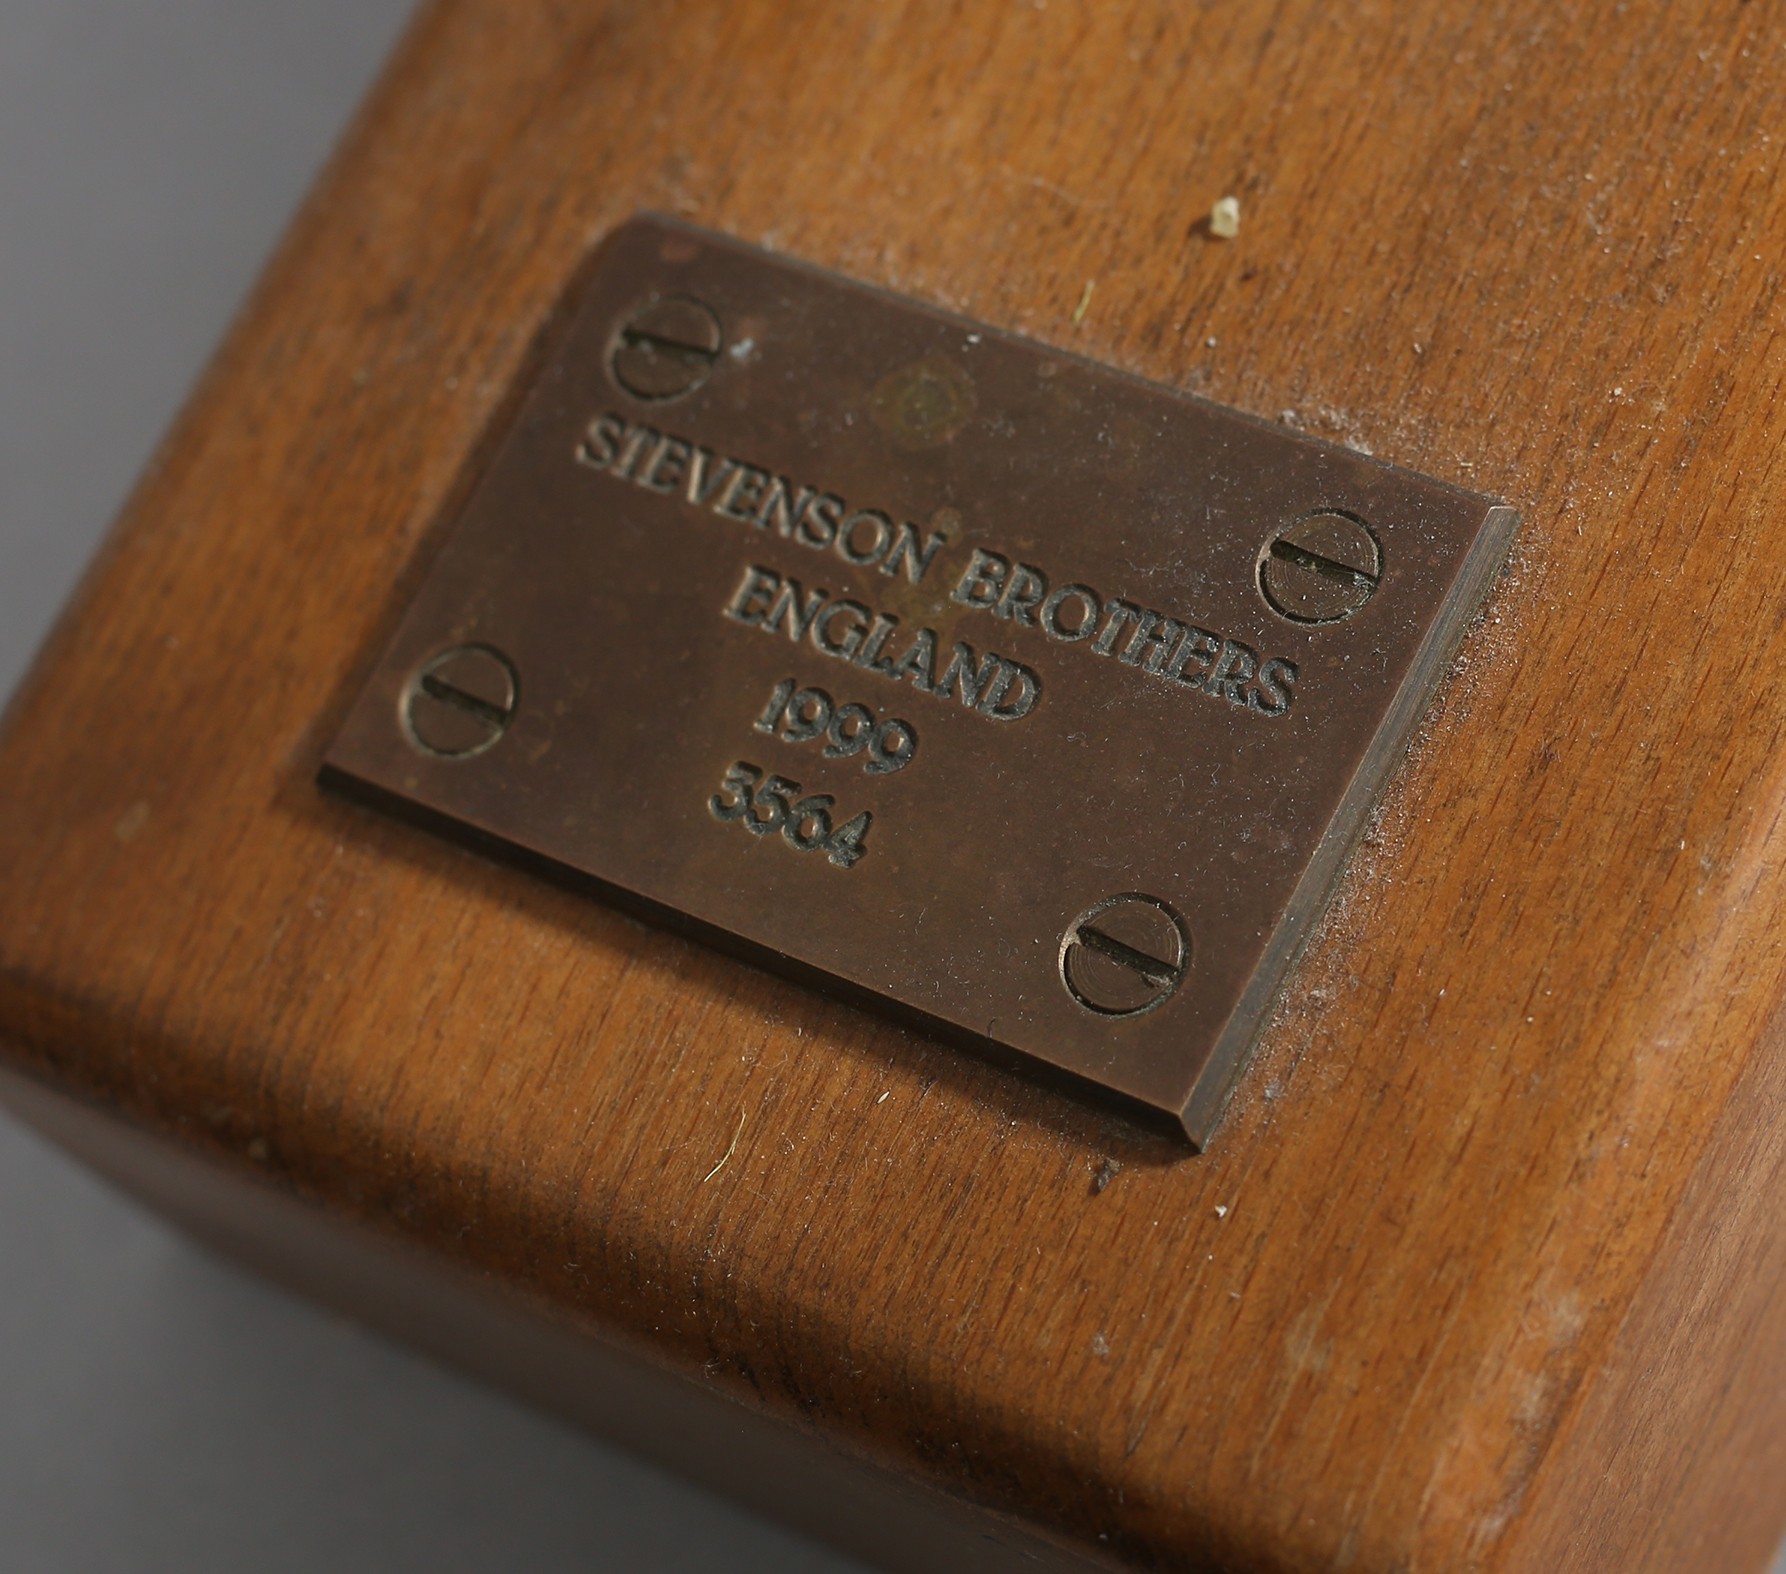 STEVENSON BROTHERS
ENGLAND
1999
3564